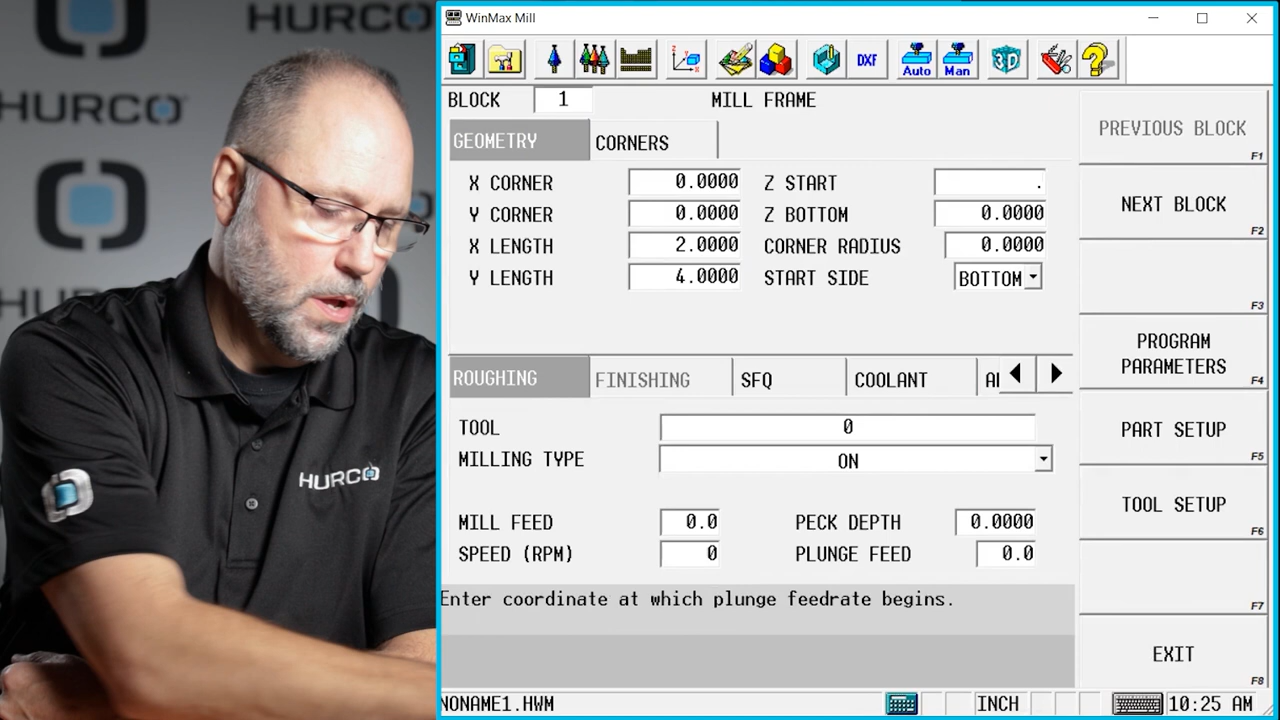 HURCO
HURCO
HURCO
WinMax Mill
DXF
Auto
Man
3D
BLOCK 1 MILL FRAME
GEOMETRY CORNERS
X CORNER 0.0000 Z START .
Y CORNER 0.0000 Z BOTTOM 0.0000
X LENGTH 2.0000 CORNER RADIUS 0.0000
Y LENGTH 4.0000 START SIDE BOTTOM
ROUGHING FINISHING SFQ COOLANT
TOOL 0
MILLING TYPE ON
MILL FEED 0.0 PECK DEPTH 0.0000
SPEED (RPM) 0 PLUNGE FEED 0.0
Enter coordinate at which plunge feedrate begins.
PREVIOUS BLOCK
F1
NEXT BLOCK
F2
F3
PROGRAM
PARAMETERS
F4
PART SETUP
F5
TOOL SETUP
F6
F7
EXIT
F8
NONAME1.HWM INCH 10:25 AM